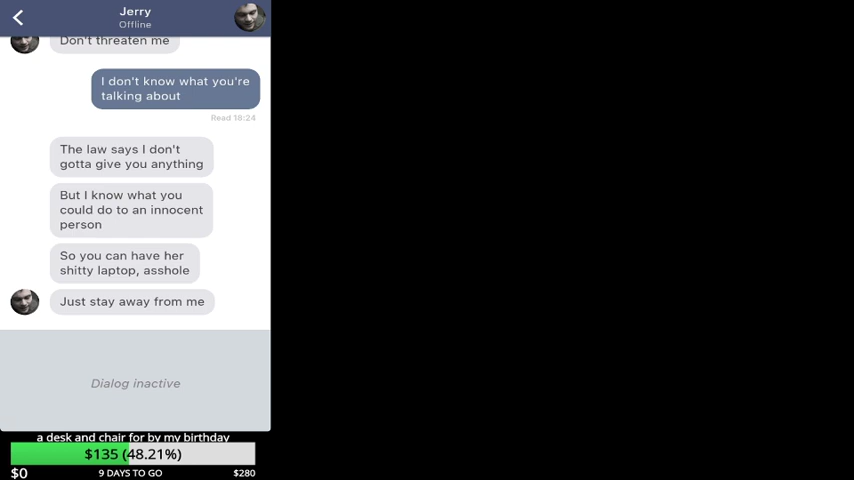 Jerry
Offline
Don't threaten me
I don't know what you're
talking about
Read 18:24
The law says I don't
gotta give you anything
But I know what you
could do to an innocent
person
So you can have her
shitty laptop, asshole
Just stay away from me
Dialog inactive
a desk and chair for by my birthday
$135 (48.21%)
$0 9 DAYS TO GO $280